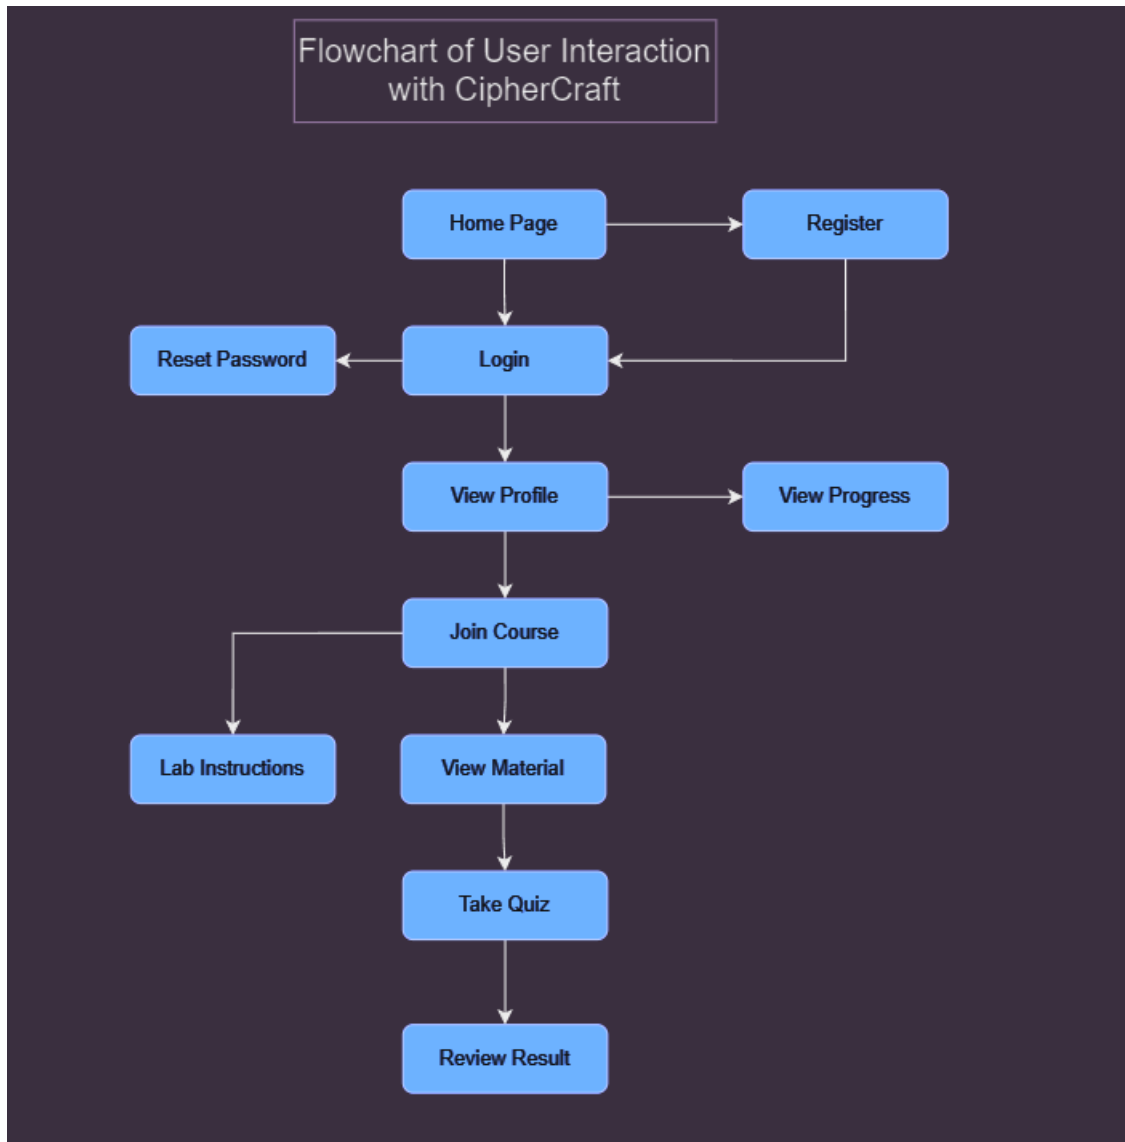 Flowchart of User Interaction
with CipherCraft
Home Page
Register
Reset Password
Login
View Profile
View Progress
Join Course
Lab Instructions
View Material
Take Quiz
Review Result